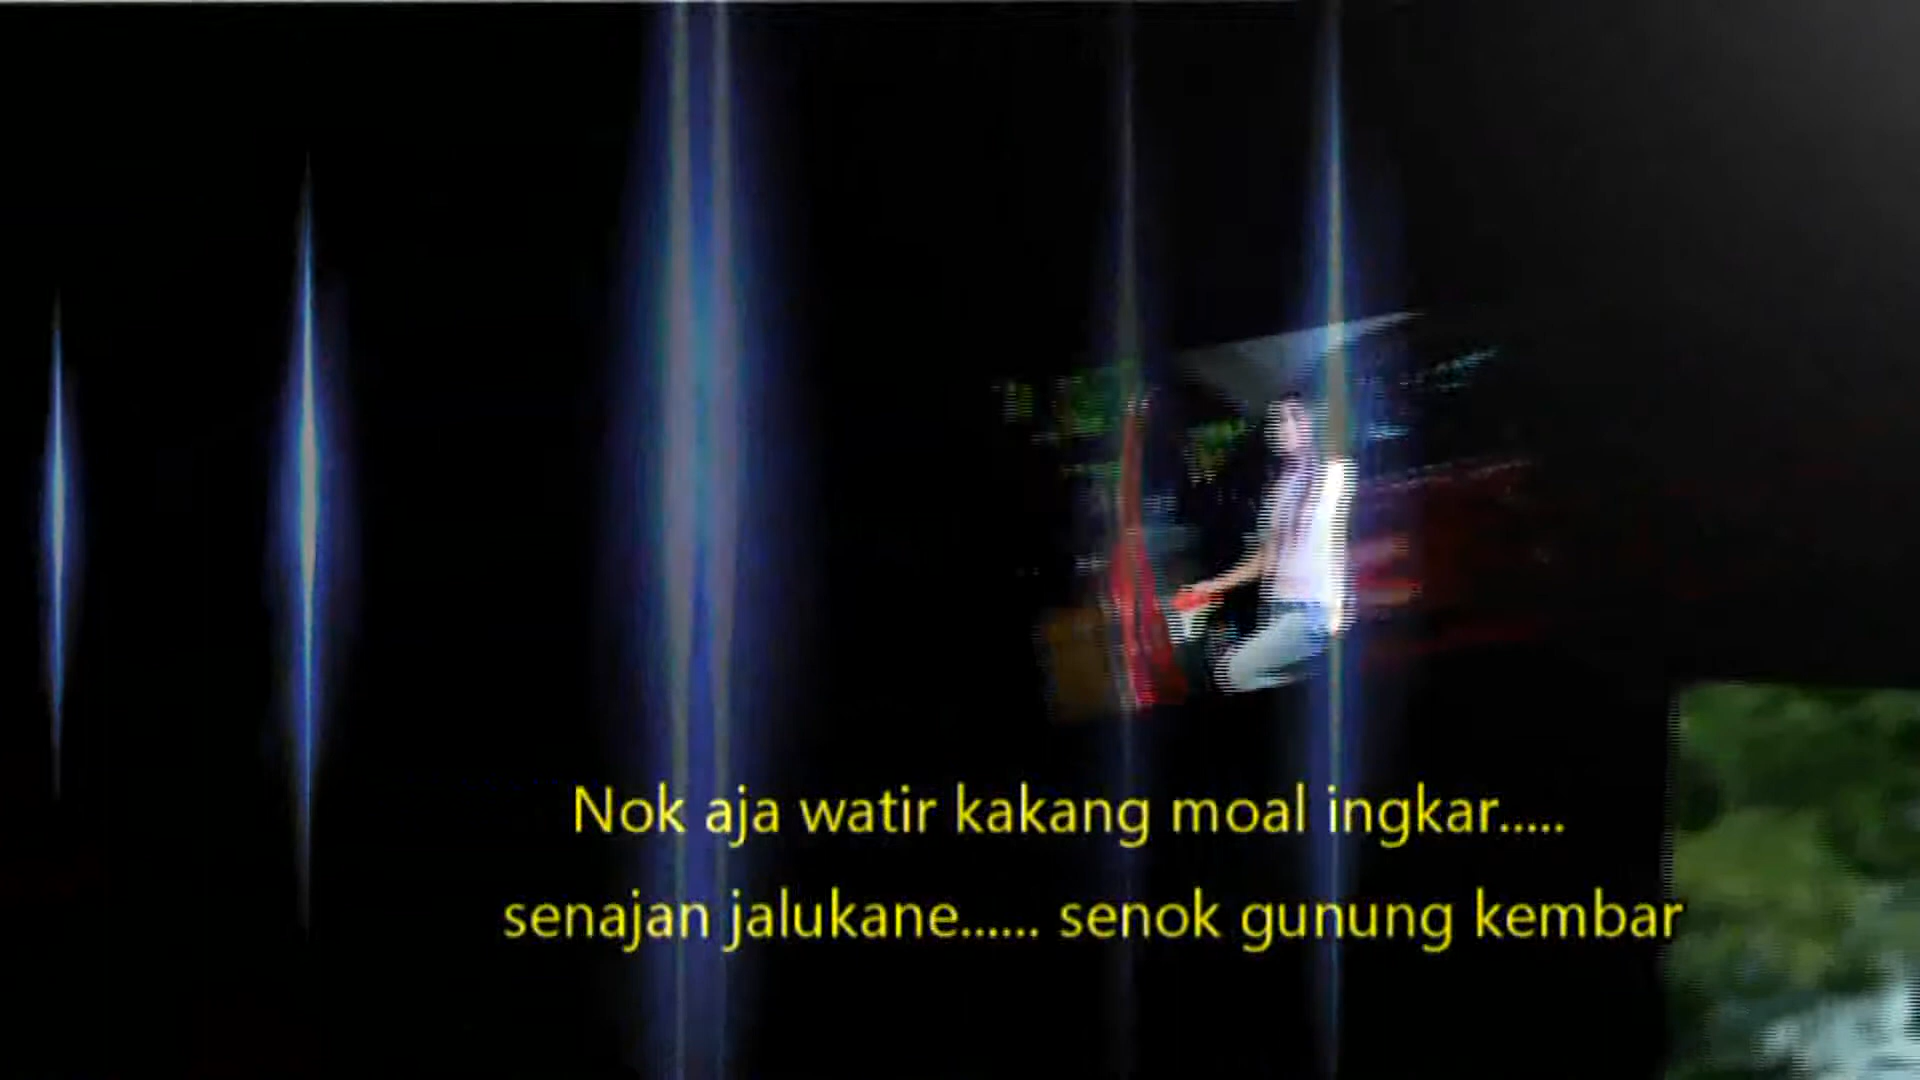 Nok aja watir kakang moal ingkar.....
senajan jalukane...... senok gunung kembar